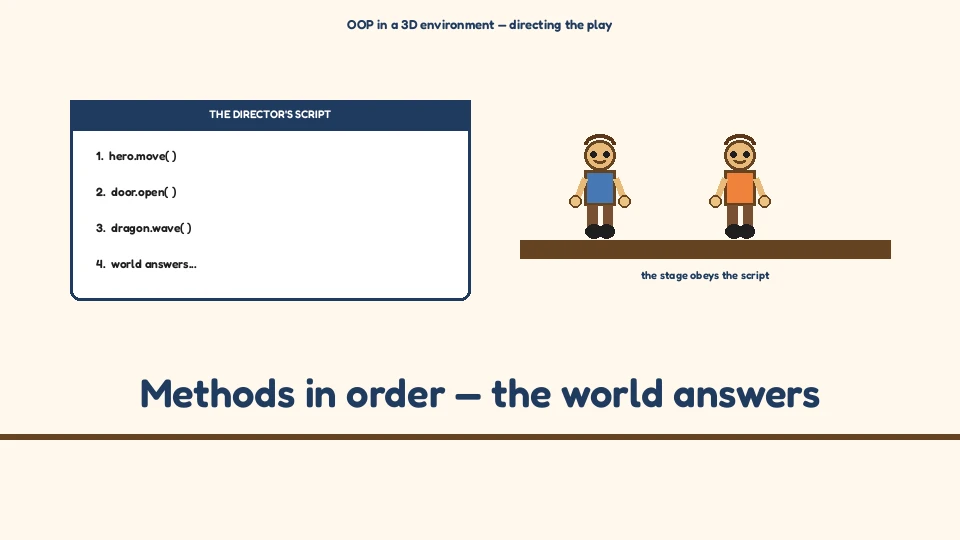 OOP in a 3D environment — directing the play
THE DIRECTOR'S SCRIPT
1. hero.move( )
2. door.open( )
3. dragon.wave( )
4. world answers...
the stage obeys the script
Methods in order — the world answers